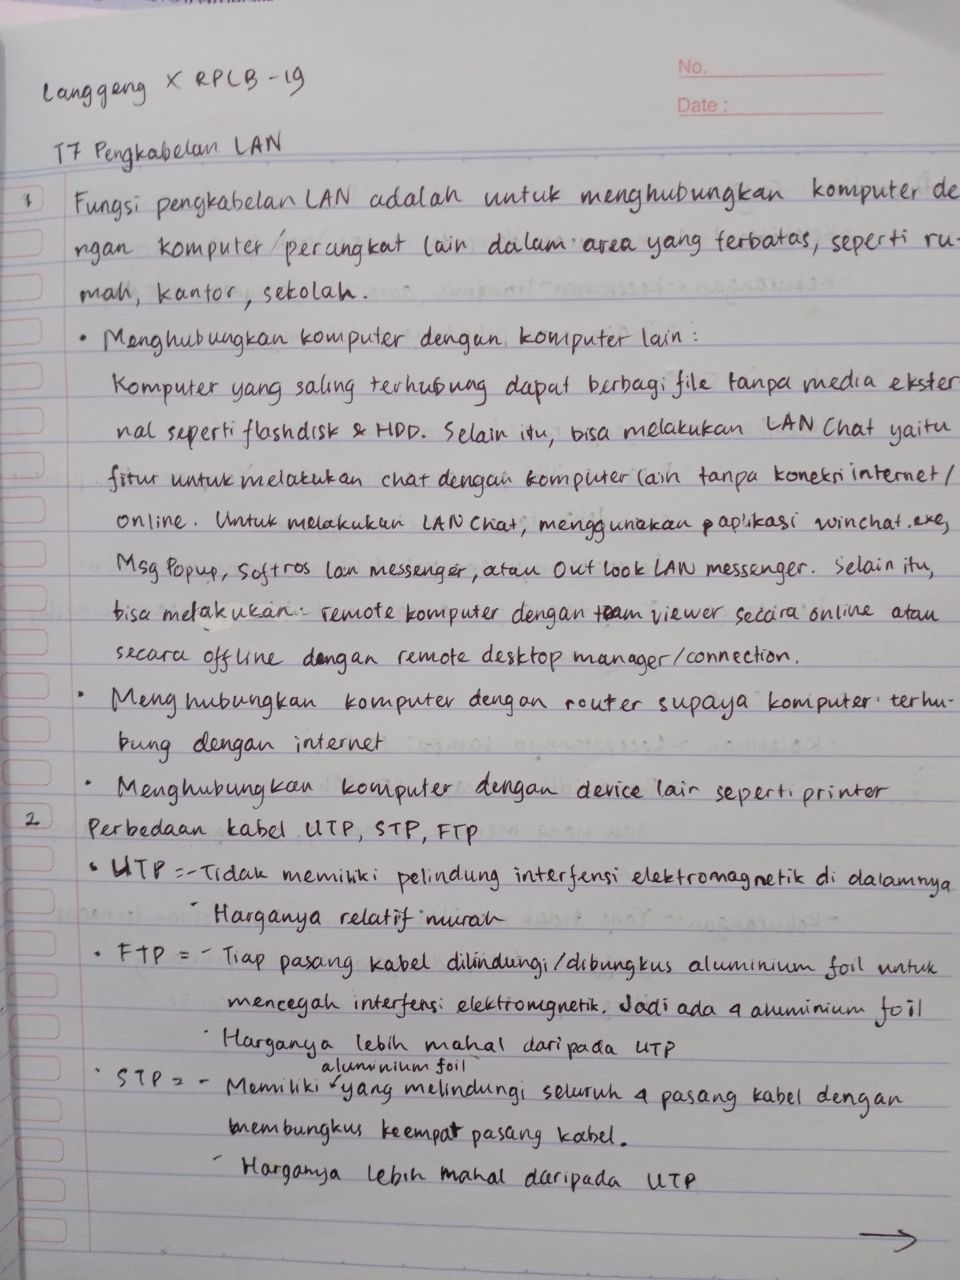 Langgeng X RPLB-19
No.
Date :
T7 Pengkabelan LAN
1 Fungsi pengkabelan LAN adalah untuk menghubungkan komputer de
ngan komputer/perangkat lain dalam area yang terbatas, seperti ru-
mah, kantor, sekolah.
• Menghubungkan komputer dengan komputer lain :
Komputer yang saling terhubung dapat berbagi file tanpa media ekster
nal seperti flashdisk & HDD. Selain itu, bisa melakukan LAN Chat yaitu
fitur untuk melakukan chat dengan komputer lain tanpa koneksi internet/
online. Untuk melakukan LAN Chat, menggunakan paplikasi winchat.exe,
Msg Popup, Softros lan messenger, atau Out look LAN messenger. Selain itu,
bisa melakukan remote komputer dengan team viewer secara online atau
secara offline dengan remote desktop manager/connection.
• Menghubungkan komputer dengan router supaya komputer terhu-
bung dengan internet
• Menghubungkan komputer dengan device lain seperti printer
2 Perbedaan kabel UTP, STP, FTP
• UTP = - Tidak memiliki pelindung interfensi elektromagnetik di dalamnya
- Harganya relatif murah
• FTP = - Tiap pasang kabel dilindungi/dibungkus aluminium foil untuk
mencegah interfensi elektromgnetik. Jadi ada 4 aluminium foil
- Harganya lebih mahal daripada UTP
• STP = - Memiliki aluminium foil yang melindungi seluruh 4 pasang kabel dengan
membungkus keempat pasang kabel.
- Harganya lebih mahal daripada UTP